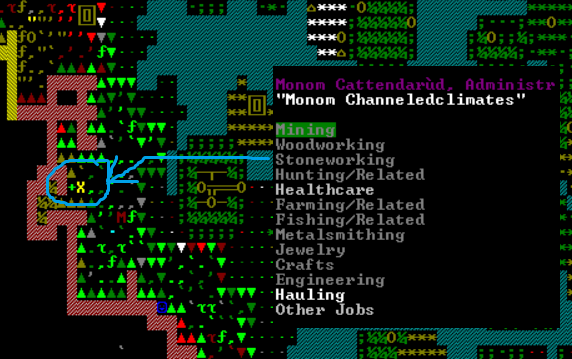 Monom Cattendarùd, Administr
"Monom Channeledclimates"
Mining
Woodworking
Stoneworking
Hunting/Related
Healthcare
Farming/Related
Fishing/Related
Metalsmithing
Jewelry
Crafts
Engineering
Hauling
Other Jobs